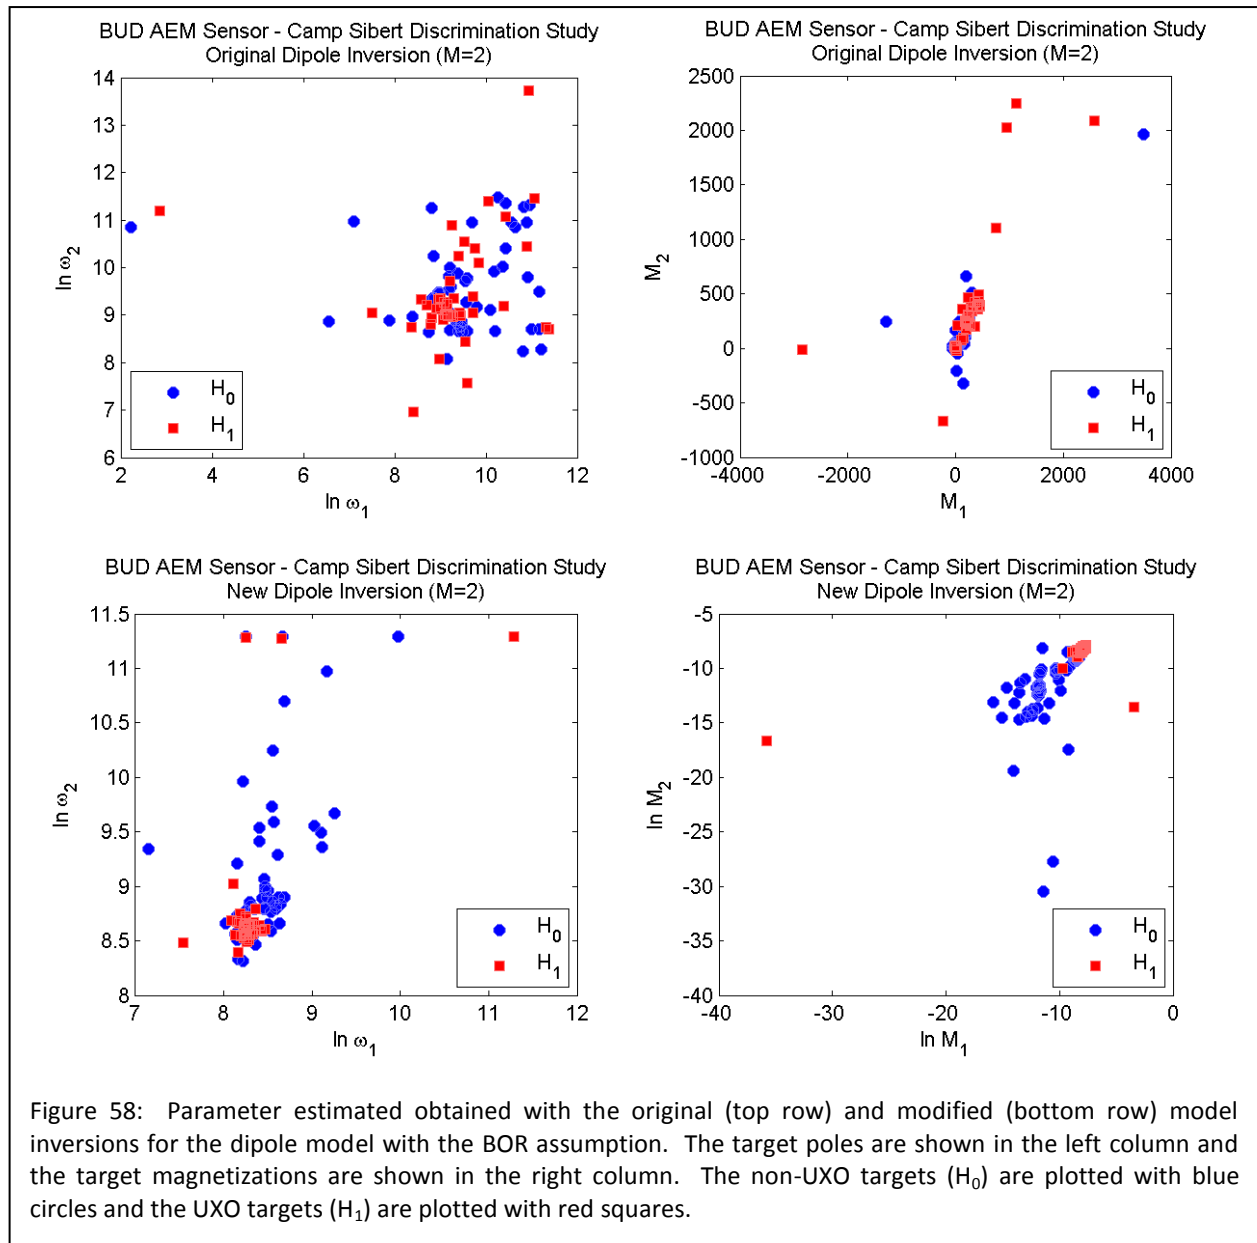 BUD AEM Sensor - Camp Sibert Discrimination Study
Original Dipole Inversion (M=2)
14
13
12
11
10
9
8
7
6
ln ω2
2
4
6
8
10
12
ln ω1
H0
H1
BUD AEM Sensor - Camp Sibert Discrimination Study
Original Dipole Inversion (M=2)
2500
2000
1500
1000
500
0
-500
-1000
M2
-4000
-2000
0
2000
4000
M1
H0
H1
BUD AEM Sensor - Camp Sibert Discrimination Study
New Dipole Inversion (M=2)
11.5
11
10.5
10
9.5
9
8.5
8
ln ω2
7
8
9
10
11
12
ln ω1
H0
H1
BUD AEM Sensor - Camp Sibert Discrimination Study
New Dipole Inversion (M=2)
-5
-10
-15
-20
-25
-30
-35
-40
ln M2
-40
-30
-20
-10
0
ln M1
H0
H1
Figure 58: Parameter estimated obtained with the original (top row) and modified (bottom row) model
inversions for the dipole model with the BOR assumption. The target poles are shown in the left column and
the target magnetizations are shown in the right column. The non-UXO targets (H0) are plotted with blue
circles and the UXO targets (H1) are plotted with red squares.